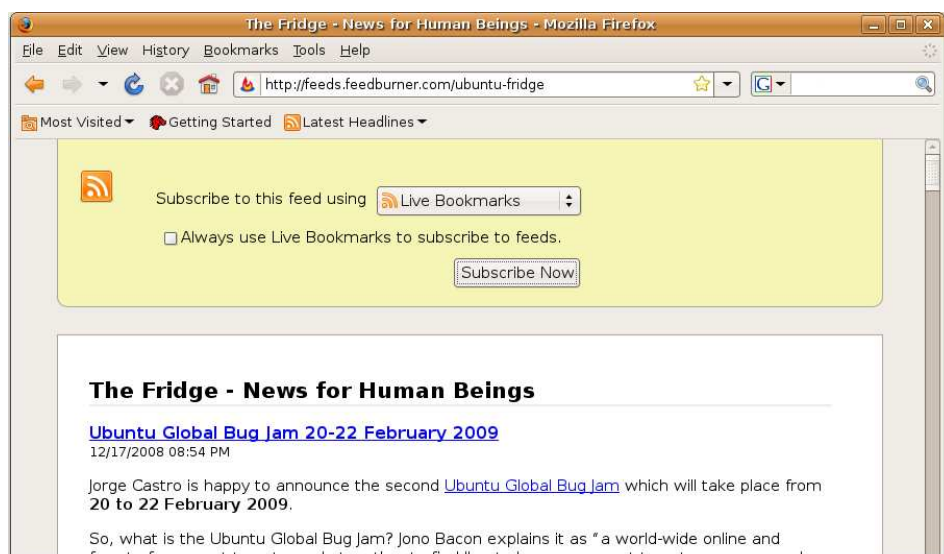 The Fridge - News for Human Beings - Mozilla Firefox
File Edit View History Bookmarks Tools Help
http://feeds.feedburner.com/ubuntu-fridge G
Most Visited Getting Started Latest Headlines
Subscribe to this feed using Live Bookmarks
Always use Live Bookmarks to subscribe to feeds.
Subscribe Now
The Fridge - News for Human Beings
Ubuntu Global Bug Jam 20-22 February 2009
12/17/2008 08:54 PM
Jorge Castro is happy to announce the second Ubuntu Global Bug Jam which will take place from
20 to 22 February 2009.
So, what is the Ubuntu Global Bug Jam? Jono Bacon explains it as "a world-wide online and